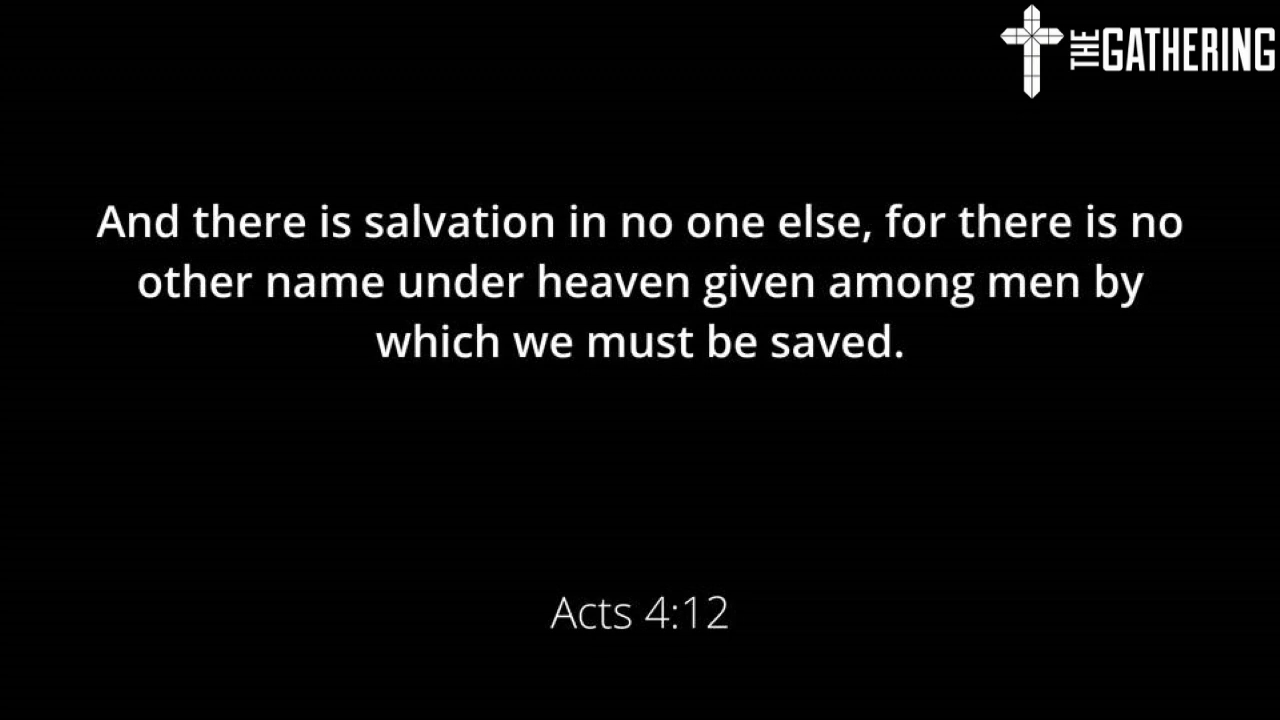 THE GATHERING
And there is salvation in no one else, for there is no
other name under heaven given among men by
which we must be saved.
Acts 4:12